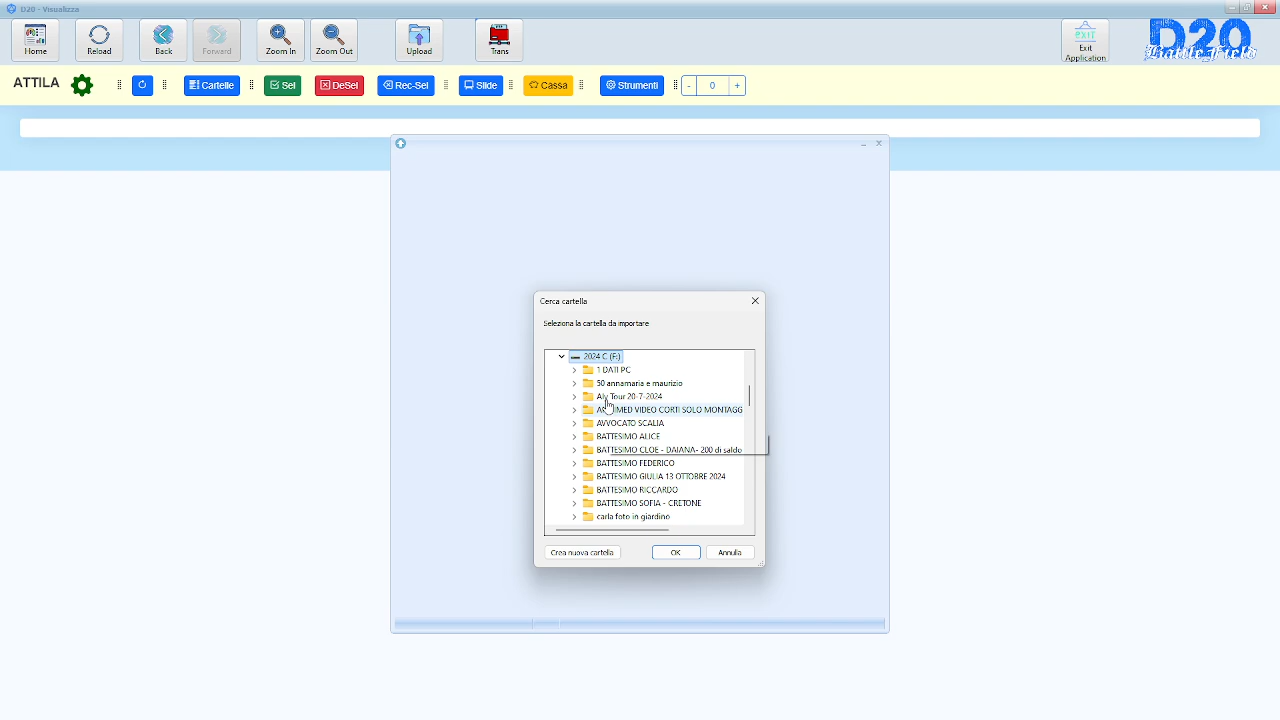 D20 - Visualizza
Home
Reload
Back
Forward
Zoom In
Zoom Out
Upload
Trans
EXIT
Exit
Application
D20
Battle Field
ATTILA
Cartelle
Sel
DeSel
Rec-Sel
Slide
Cassa
Strumenti
- 0 +
Cerca cartella
Seleziona la cartella da importare
2024 C (F:)
1 DATI PC
50 annamaria e maurizio
Aly Tour 20-7-2024
MED VIDEO CORTI SOLO MONTAGG
AVVOCATO SCALIA
BATTESIMO ALICE
BATTESIMO CLOE - DAIANA- 200 di saldo
BATTESIMO FEDERICO
BATTESIMO GIULIA 13 OTTOBRE 2024
BATTESIMO RICCARDO
BATTESIMO SOFIA - CRETONE
carla foto in giardino
Crea nuova cartella
OK
Annulla